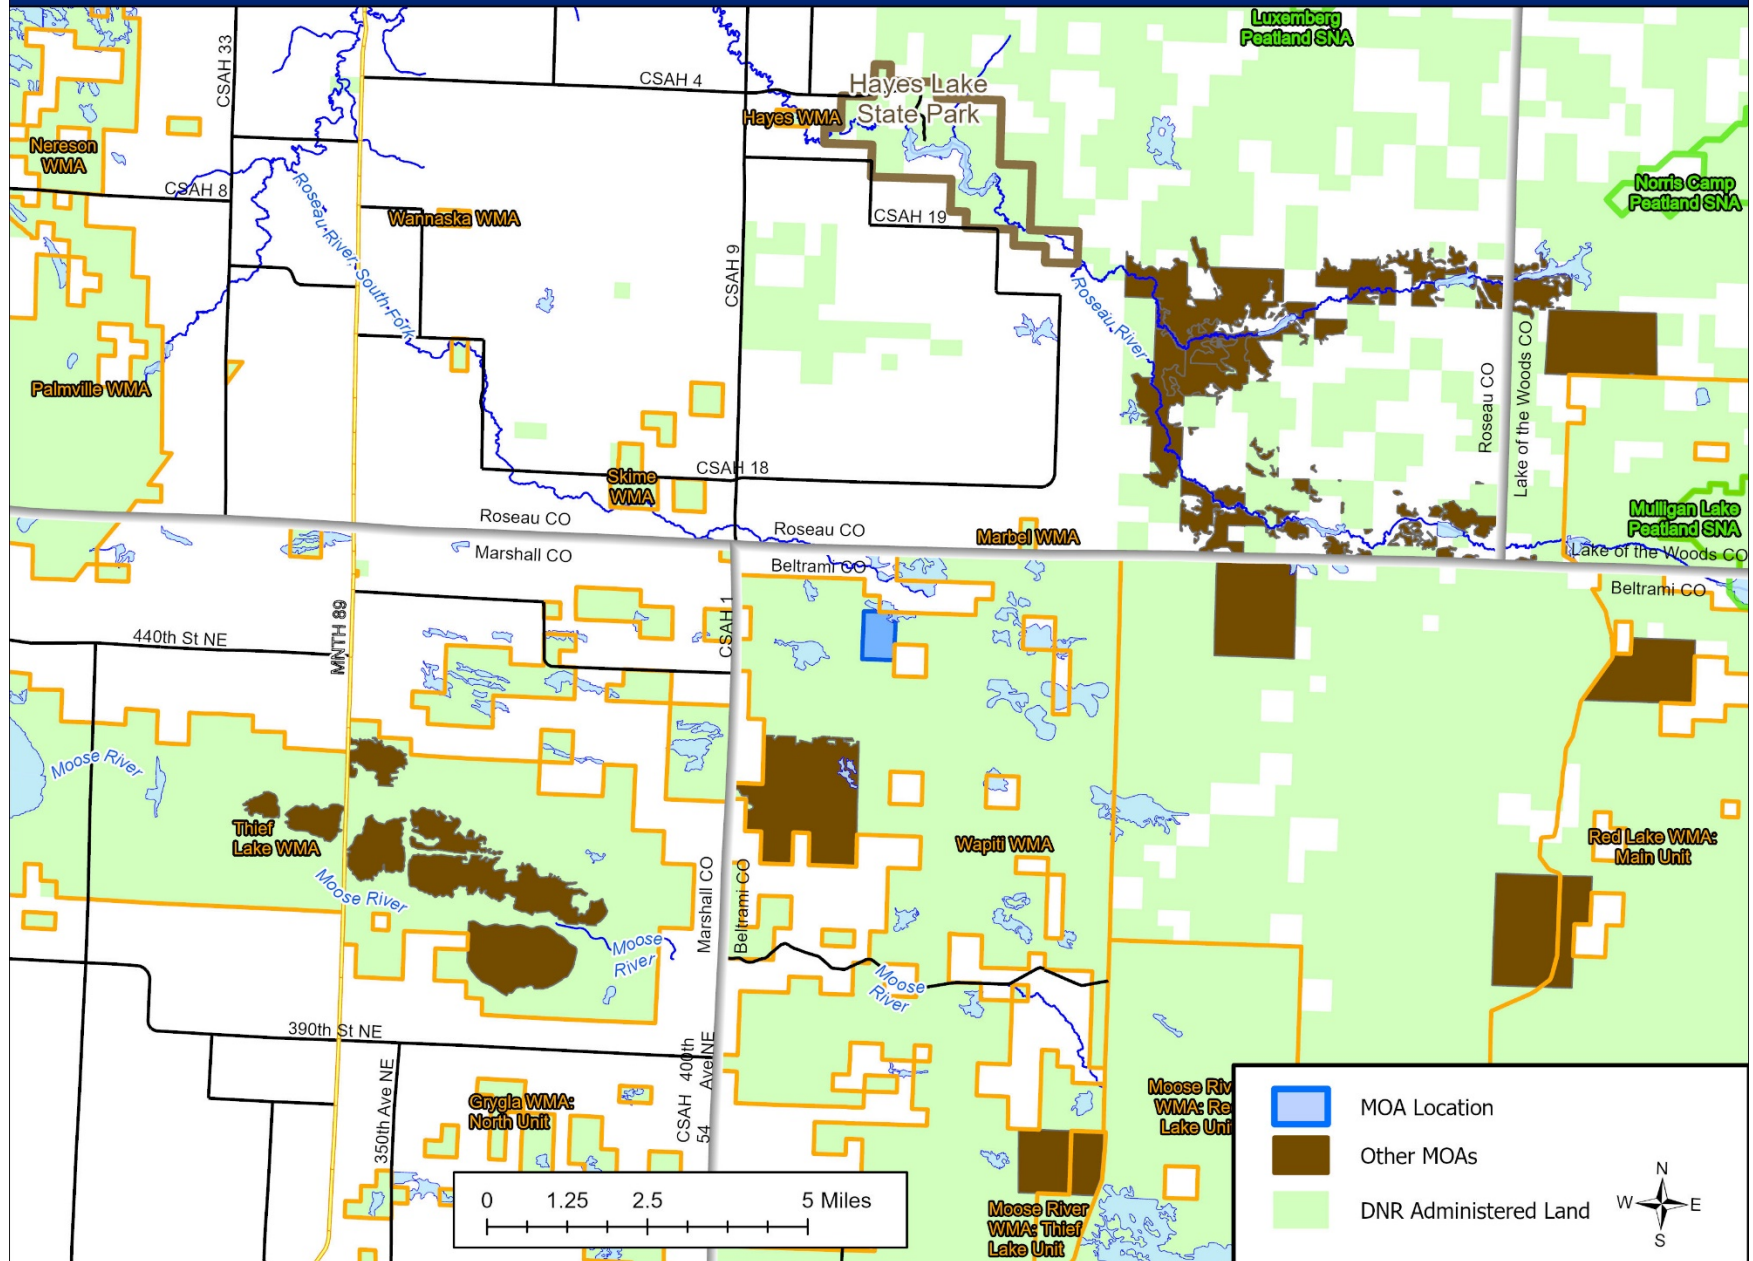 Luxemberg
Peatland SNA
CSAH 33
CSAH 4
Hayes Lake
State Park
Hayes WMA
Nereson
WMA
CSAH 8
Norris Camp
Peatland SNA
Wannaska WMA
CSAH 19
Roseau River, South Fork
CSAH 9
Roseau River
Palmville WMA
Roseau CO
Lake of the Woods CO
CSAH 18
Skime
WMA
Mulligan Lake
Peatland SNA
Roseau CO
Roseau CO
Marbel WMA
Marshall CO
Beltrami CO
Lake of the Woods CO
Beltrami CO
440th St NE
MNTH 89
CSAH 1
Moose River
Thief
Lake WMA
Wapiti WMA
Red Lake WMA:
Main Unit
Moose River
Marshall CO
Beltrami CO
Moose
River
Moose
River
390th St NE
350th Ave NE
CSAH
54
400th
Ave NE
Grygla WMA:
North Unit
Moose Riv
WMA: Re
Lake Uni
Moose River
WMA: Thief
Lake Unit
0 1.25 2.5 5 Miles
MOA Location
Other MOAs
DNR Administered Land
N
W E
S